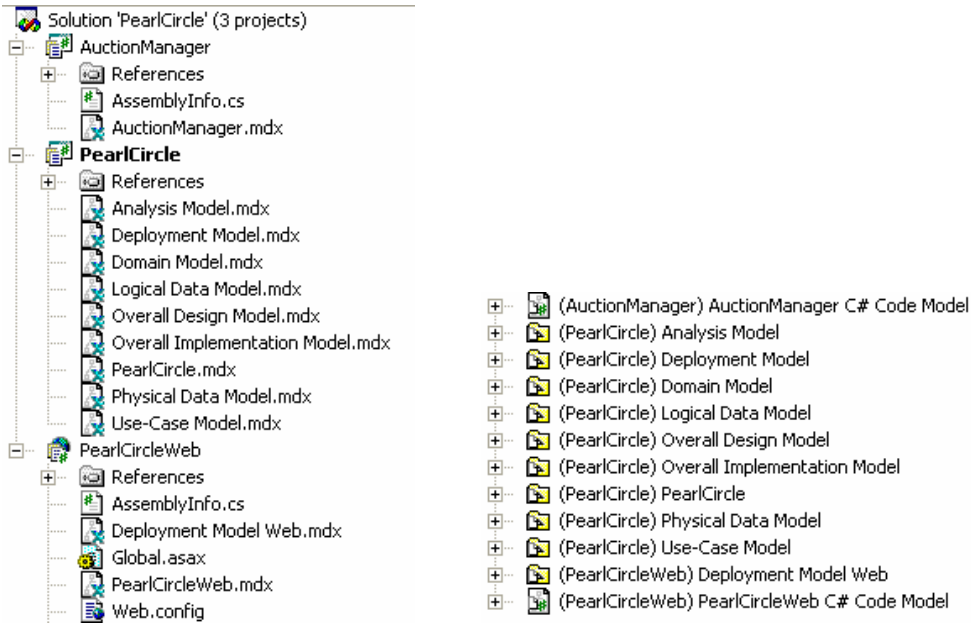 Solution 'PearlCircle' (3 projects)
AuctionManager
References
AssemblyInfo.cs
AuctionManager.mdx
PearlCircle
References
Analysis Model.mdx
Deployment Model.mdx
Domain Model.mdx
Logical Data Model.mdx
Overall Design Model.mdx
Overall Implementation Model.mdx
PearlCircle.mdx
Physical Data Model.mdx
Use-Case Model.mdx
PearlCircleWeb
References
AssemblyInfo.cs
Deployment Model Web.mdx
Global.asax
PearlCircleWeb.mdx
Web.config
(AuctionManager) AuctionManager C# Code Model
(PearlCircle) Analysis Model
(PearlCircle) Deployment Model
(PearlCircle) Domain Model
(PearlCircle) Logical Data Model
(PearlCircle) Overall Design Model
(PearlCircle) Overall Implementation Model
(PearlCircle) PearlCircle
(PearlCircle) Physical Data Model
(PearlCircle) Use-Case Model
(PearlCircleWeb) Deployment Model Web
(PearlCircleWeb) PearlCircleWeb C# Code Model